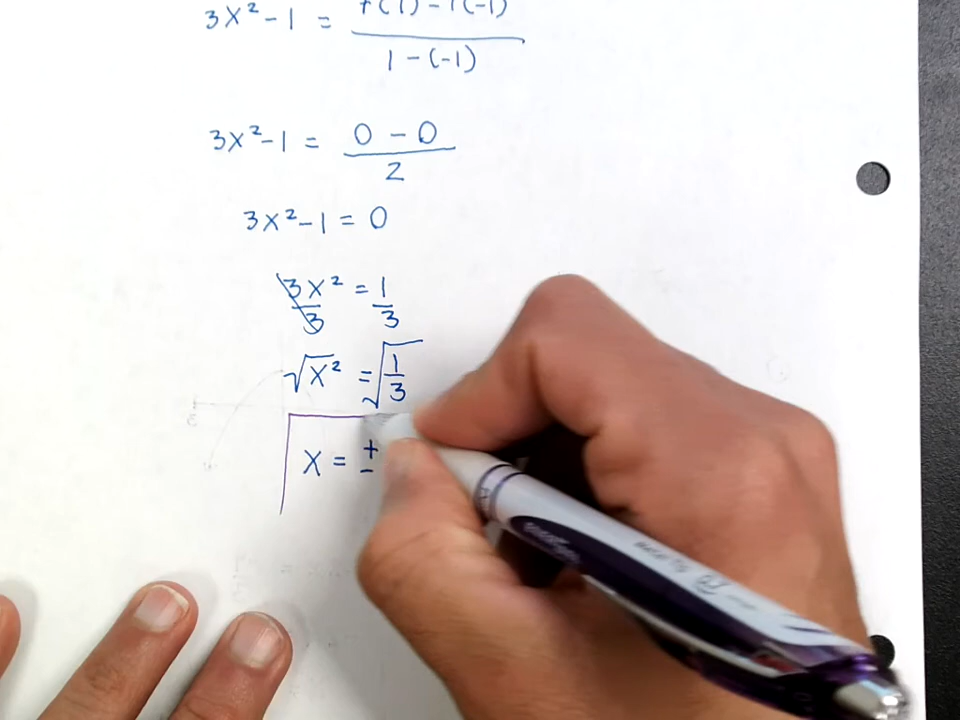 3x² - 1 = f(1) - f(-1) / 1 - (-1)
3x² - 1 = 0 - 0 / 2
3x² - 1 = 0
3x²/3 = 1/3
√x² = √1/3
x = ±